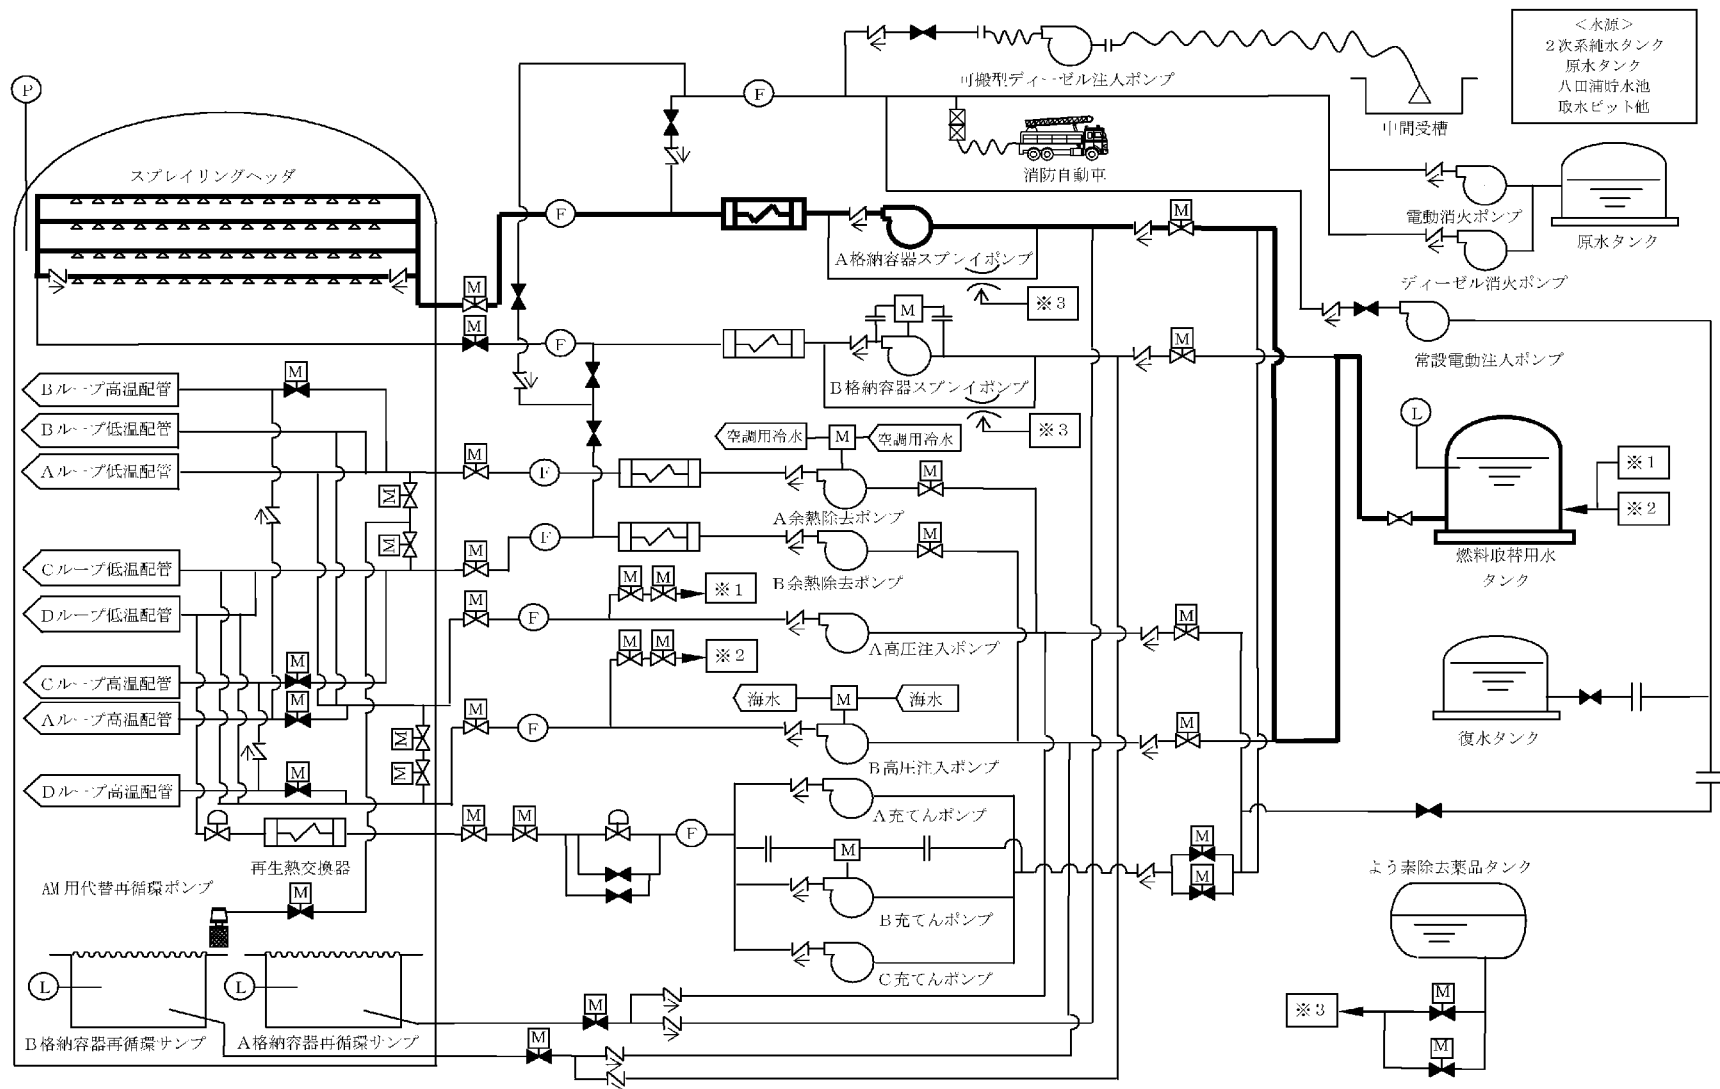 ＜水源＞
２次系純水タンク
原水タンク
八田浦貯水池
取水ピット他
可搬型ディーゼル注入ポンプ
中間受槽
P
F
消防自動車
スプレイリングヘッダ
電動消火ポンプ
原水タンク
ディーゼル消火ポンプ
F
M
A格納容器スプレイポンプ
※3
M
M
F
M
M
常設電動注入ポンプ
B格納容器スプレイポンプ
※3
Bループ高温配管
M
Bループ低温配管
空調用冷水
M
空調用冷水
L
Aループ低温配管
M
F
M
※1
※2
M
A余熱除去ポンプ
燃料取替用水
タンク
M
M
F
M
Cループ低温配管
B余熱除去ポンプ
M
M
※1
Dループ低温配管
M
F
A高圧注入ポンプ
M
M
M
※2
Cループ高温配管
M
海水
M
海水
Aループ高温配管
M
M
F
M
復水タンク
M
M
B高圧注入ポンプ
Dループ高温配管
M
A充てんポンプ
M
M
F
M
再生熱交換器
M
M
よう素除去薬品タンク
AM用代替再循環ポンプ
M
B充てんポンプ
L
L
C充てんポンプ
M
M
※3
B格納容器再循環サンプ
A格納容器再循環サンプ
M
M